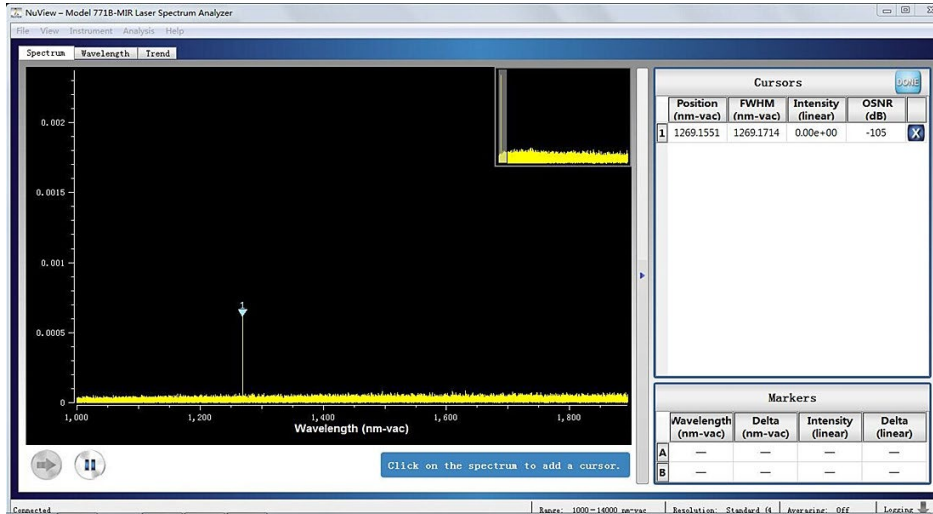 NuView – Model 771B-MIR Laser Spectrum Analyzer
File View Instrument Analysis Help
Spectrum Wavelength Trend
0.002
0.0015
0.001
0.0005
0
1
1,000 1,200 1,400 1,600 1,800
Wavelength (nm-vac)
Click on the spectrum to add a cursor.
Cursors
DONE
Position (nm-vac) FWHM (nm-vac) Intensity (linear) OSNR (dB)
1 1269.1551 1269.1714 0.00e+00 -105 X
Markers
Wavelength (nm-vac) Delta (nm-vac) Intensity (linear) Delta (linear)
A — — — —
B — — — —
Connected Range: 1000-14000 nm-vac Resolution: Standard (4 Averaging: Off Logging